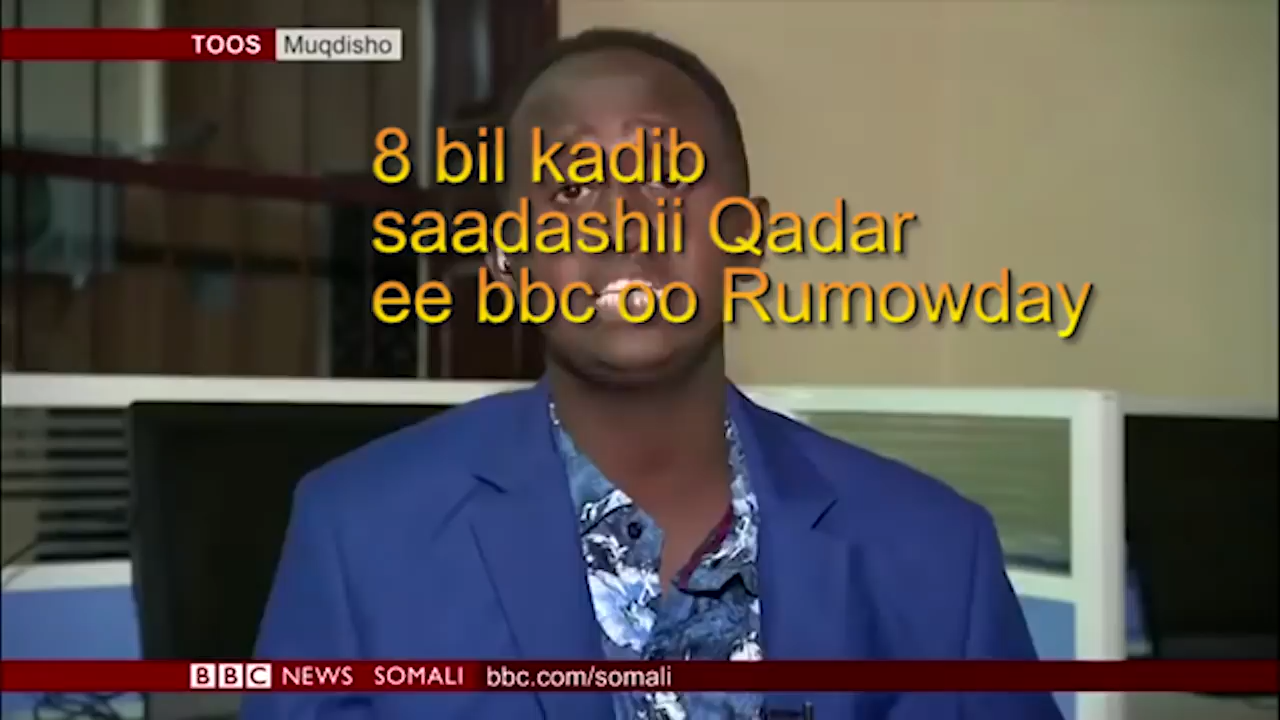 TOOS Muqdisho
8 bil kadib
saadashii Qadar
ee bbc oo Rumowday
BBC NEWS SOMALI bbc.com/somali